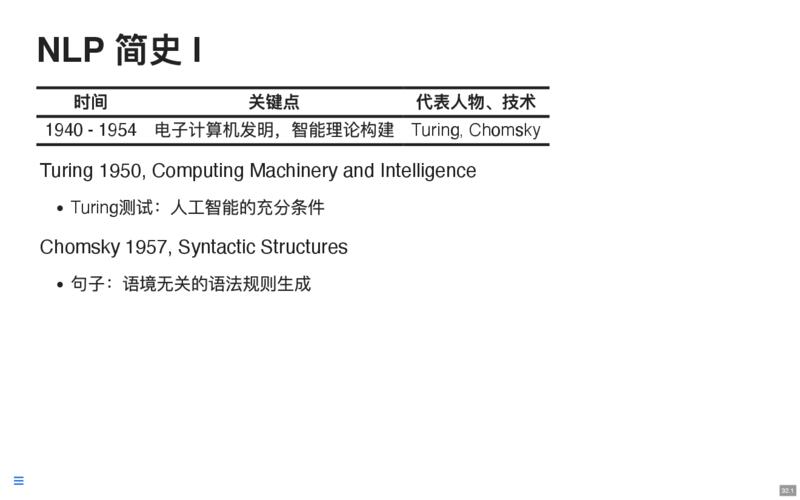 NLP 简史 I
时间 关键点 代表人物、技术
1940 - 1954 电子计算机发明，智能理论构建 Turing, Chomsky
Turing 1950, Computing Machinery and Intelligence
• Turing测试：人工智能的充分条件
Chomsky 1957, Syntactic Structures
• 句子：语境无关的语法规则生成
32.1